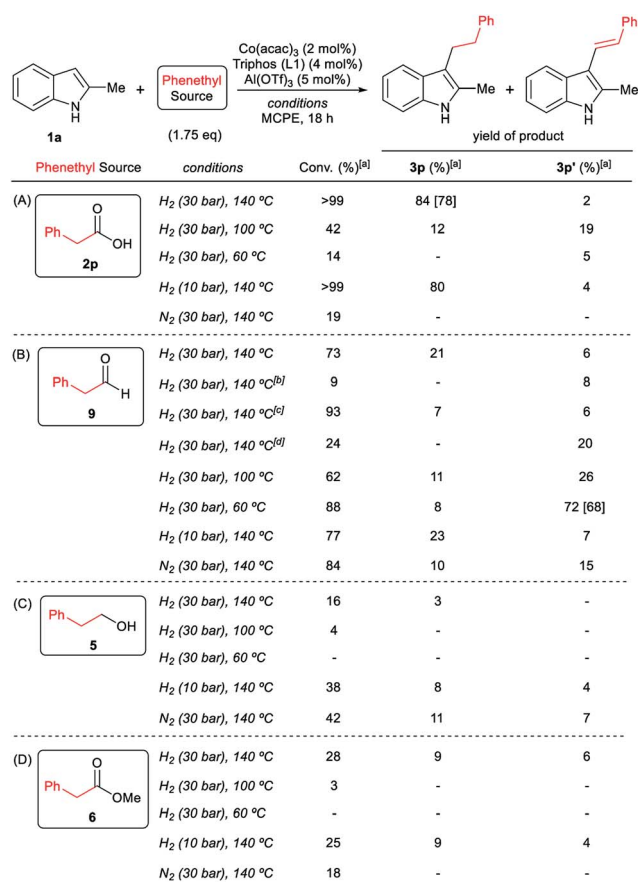 Ph
Ph
Me
N
H
1a
+
Phenethyl
Source
(1.75 eq)
Co(acac)3 (2 mol%)
Triphos (L1) (4 mol%)
Al(OTf)3 (5 mol%)
conditions
MCPE, 18 h
N
H
Me
+
N
H
Me
yield of product
Phenethyl Source conditions Conv. (%)[a] 3p (%)[a] 3p' (%)[a]
(A)
Ph
O
OH
2p
H2 (30 bar), 140 ºC >99 84 [78] 2
H2 (30 bar), 100 ºC 42 12 19
H2 (30 bar), 60 ºC 14 - 5
H2 (10 bar), 140 ºC >99 80 4
N2 (30 bar), 140 ºC 19 - -
(B)
Ph
O
H
9
H2 (30 bar), 140 ºC 73 21 6
H2 (30 bar), 140 ºC[b] 9 - 8
H2 (30 bar), 140 ºC[c] 93 7 6
H2 (30 bar), 140 ºC[d] 24 - 20
H2 (30 bar), 100 ºC 62 11 26
H2 (30 bar), 60 ºC 88 8 72 [68]
H2 (10 bar), 140 ºC 77 23 7
N2 (30 bar), 140 ºC 84 10 15
(C)
Ph
OH
5
H2 (30 bar), 140 ºC 16 3 -
H2 (30 bar), 100 ºC 4 - -
H2 (30 bar), 60 ºC - - -
H2 (10 bar), 140 ºC 38 8 4
N2 (30 bar), 140 ºC 42 11 7
(D)
Ph
O
OMe
6
H2 (30 bar), 140 ºC 28 9 6
H2 (30 bar), 100 ºC 3 - -
H2 (30 bar), 60 ºC - - -
H2 (10 bar), 140 ºC 25 9 4
N2 (30 bar), 140 ºC 18 - -